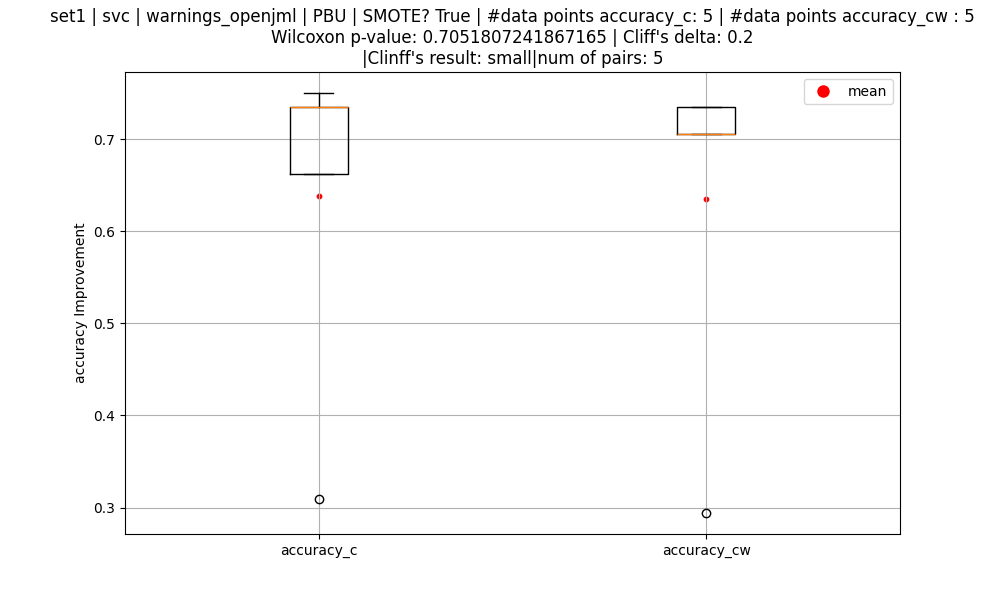 set1 | svc | warnings_openjml | PBU | SMOTE? True | #data points accuracy_c: 5 | #data points accuracy_cw : 5
Wilcoxon p-value: 0.7051807241867165 | Cliff's delta: 0.2
|Clinff's result: small|num of pairs: 5
mean
accuracy Improvement
0.7
0.6
0.5
0.4
0.3
accuracy_c
accuracy_cw